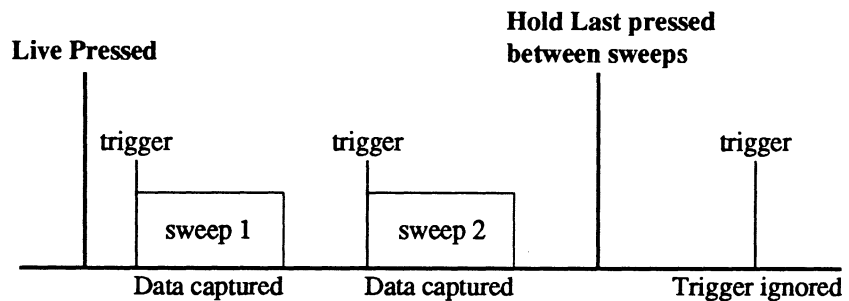 Hold Last pressed
Live Pressed
between sweeps
trigger
trigger
trigger
sweep 1
sweep 2
Data captured
Data captured
Trigger ignored